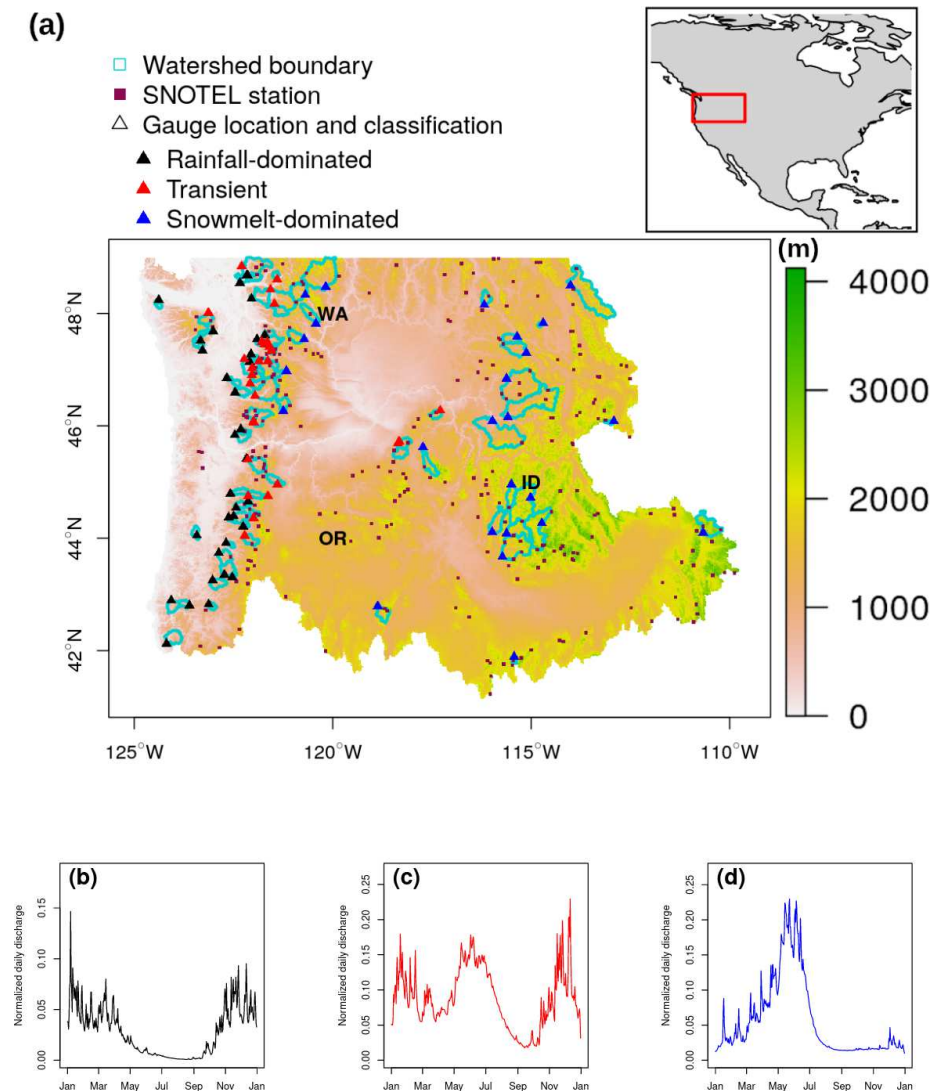 (a)
Watershed boundary
SNOTEL station
Gauge location and classification
Rainfall-dominated
Transient
Snowmelt-dominated
(m)
4000
3000
2000
1000
0
48°N
46°N
44°N
42°N
WA
ID
OR
125°W
120°W
115°W
110°W
(b)
Normalized daily discharge
0.15
0.10
0.05
0.00
Jan Mar May Jul Sep Nov Jan
(c)
Normalized daily discharge
0.25
0.20
0.15
0.10
0.05
0.00
Jan Mar May Jul Sep Nov Jan
(d)
Normalized daily discharge
0.25
0.20
0.15
0.10
0.05
0.00
Jan Mar May Jul Sep Nov Jan